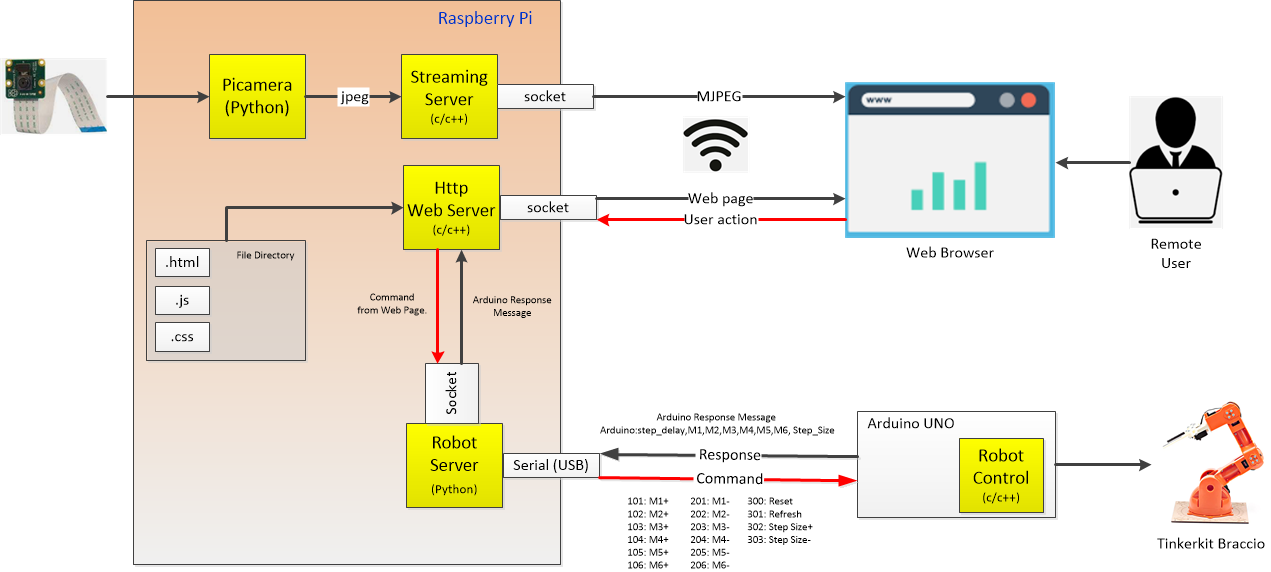 Raspberry Pi
Picamera
(Python)
jpeg
Streaming
Server
(c/c++)
socket
MJPEG
www
Http
Web Server
(c/c++)
socket
Web page
User action
Web Browser
Remote
User
File Directory
.html
.js
.css
Command
from Web Page.
Arduino Response
Message
Socket
Robot
Server
(Python)
Serial (USB)
Arduino Response Message
Arduino:step_delay,M1,M2,M3,M4,M5,M6, Step_Size
Response
Command
101: M1+ 201: M1- 300: Reset
102: M2+ 202: M2- 301: Refresh
103: M3+ 203: M3- 302: Step Size+
104: M4+ 204: M4- 303: Step Size-
105: M5+ 205: M5-
106: M6+ 206: M6-
Arduino UNO
Robot
Control
(c/c++)
Tinkerkit Braccio